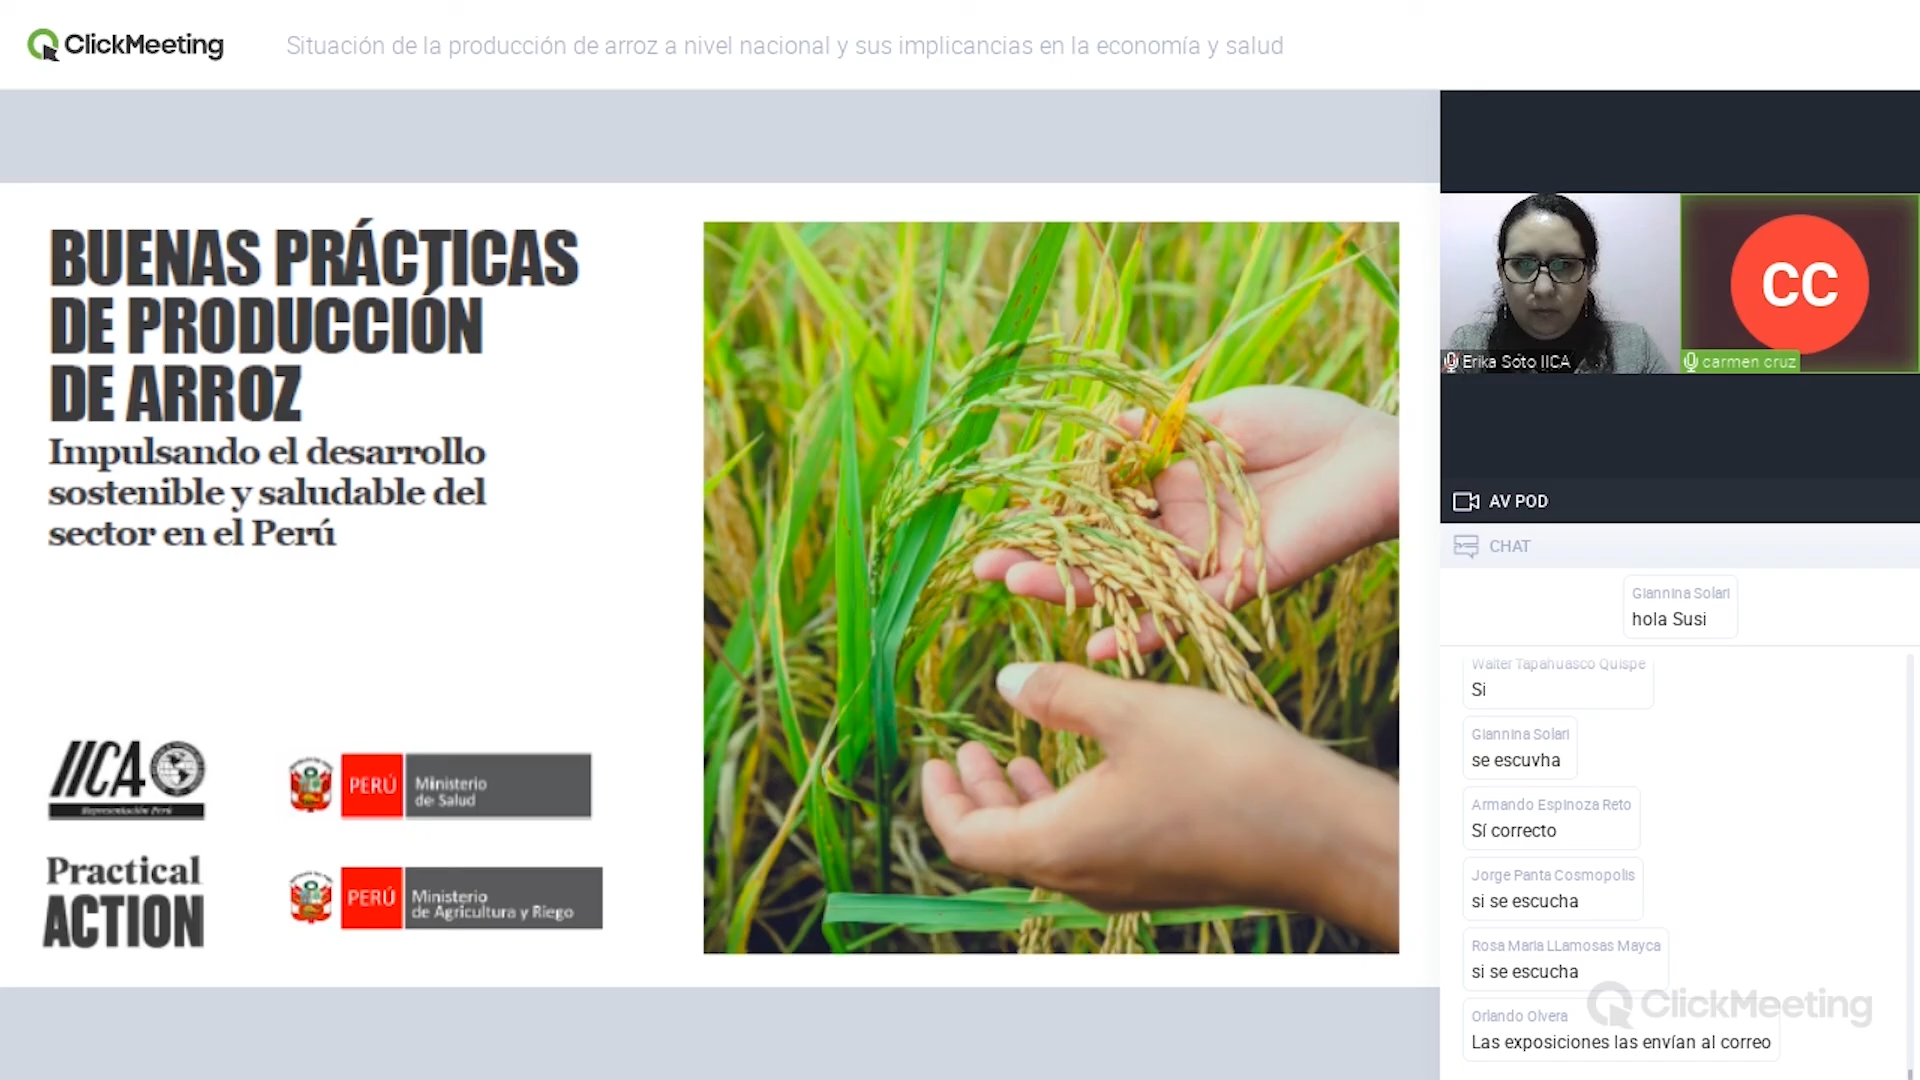 ClickMeeting
Situación de la producción de arroz a nivel nacional y sus implicancias en la economía y salud
BUENAS PRÁCTICAS
DE PRODUCCIÓN
DE ARROZ
Impulsando el desarrollo
sostenible y saludable del
sector en el Perú
IICA
Representación Perú
PERÚ
Ministerio
de Salud
Practical
ACTION
PERÚ
Ministerio
de Agricultura y Riego
CC
Erika Soto IICA
carmen cruz
AV POD
CHAT
Giannina Solari
hola Susi
Walter Tapahuasco Quispe
Si
Giannina Solari
se escuvha
Armando Espinoza Reto
Sí correcto
Jorge Panta Cosmopolis
si se escucha
Rosa Maria LLamosas Mayca
si se escucha
ClickMeeting
Orlando Olvera
Las exposiciones las envían al correo